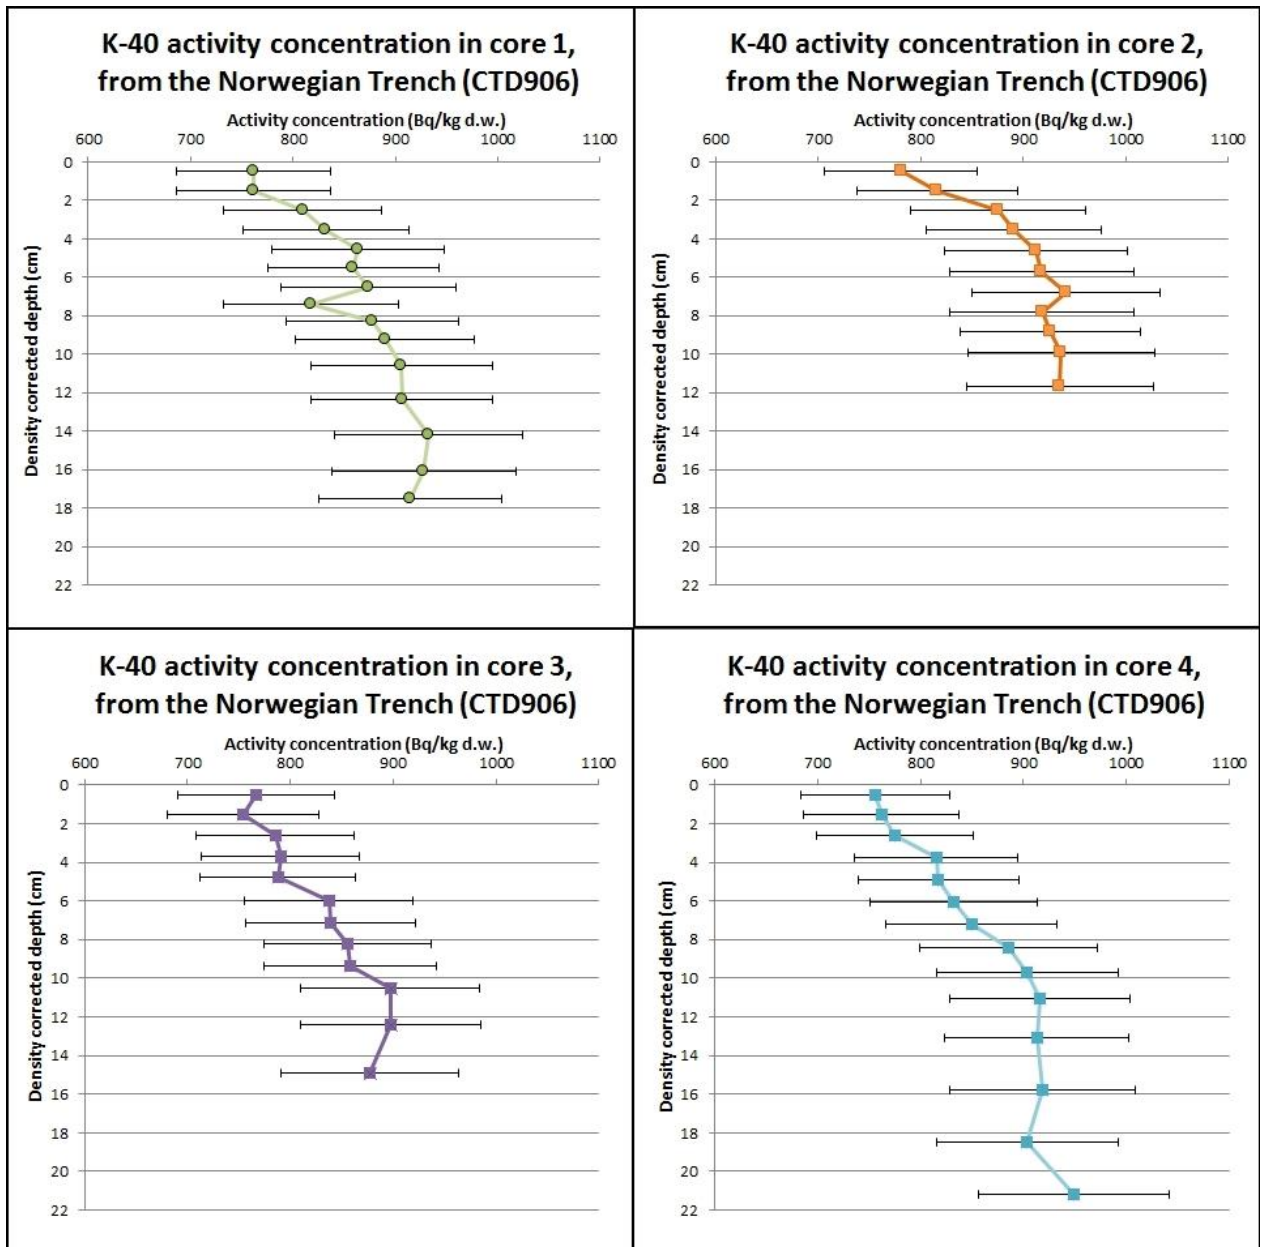 K-40 activity concentration in core 1,
from the Norwegian Trench (CTD906)
Activity concentration (Bq/kg d.w.)
600 700 800 900 1000 1100
0
2
4
6
8
10
12
14
16
18
20
22
Density corrected depth (cm)
K-40 activity concentration in core 2,
from the Norwegian Trench (CTD906)
Activity concentration (Bq/kg d.w.)
600 700 800 900 1000 1100
0
2
4
6
8
10
12
14
16
18
20
22
Density corrected depth (cm)
K-40 activity concentration in core 3,
from the Norwegian Trench (CTD906)
Activity concentration (Bq/kg d.w.)
600 700 800 900 1000 1100
0
2
4
6
8
10
12
14
16
18
20
22
Density corrected depth (cm)
K-40 activity concentration in core 4,
from the Norwegian Trench (CTD906)
Activity concentration (Bq/kg d.w.)
600 700 800 900 1000 1100
0
2
4
6
8
10
12
14
16
18
20
22
Density corrected depth (cm)